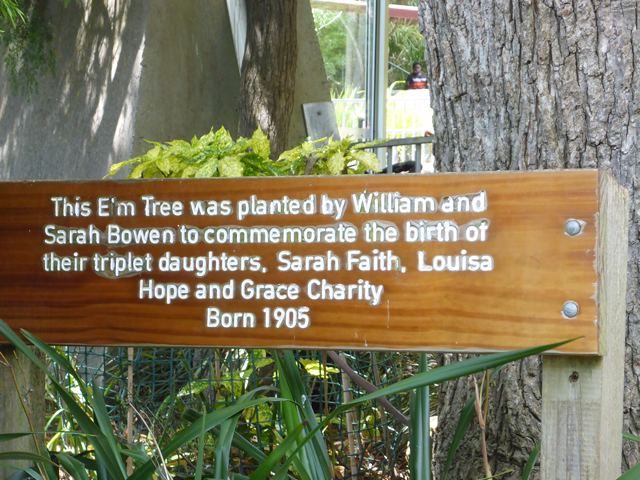 This Elm Tree was planted by William and
Sarah Bowen to commemorate the birth of
their triplet daughters, Sarah Faith, Louisa
Hope and Grace Charity
Born 1905